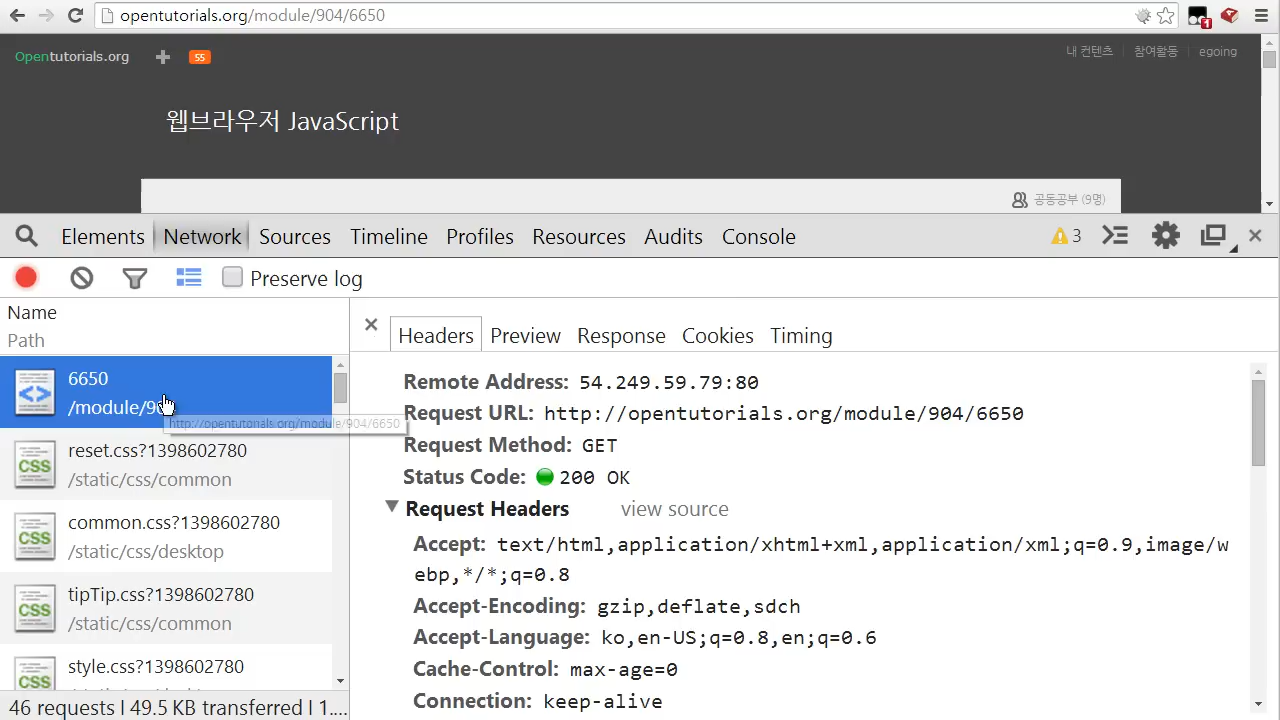 opentutorials.org/module/904/6650
1
Opentutorials.org
55
내 컨텐츠
참여활동
egoing
웹브라우저 JavaScript
공동공부 (9명)
Elements Network Sources Timeline Profiles Resources Audits Console
3
Preserve log
Name
Path
6650
/module/90
http://opentutorials.org/module/904/6650
reset.css?1398602780
/static/css/common
common.css?1398602780
/static/css/desktop
tipTip.css?1398602780
/static/css/common
style.css?1398602780
46 requests | 49.5 KB transferred | 1....
Headers Preview Response Cookies Timing
Remote Address: 54.249.59.79:80
Request URL: http://opentutorials.org/module/904/6650
Request Method: GET
Status Code: 200 OK
Request Headers view source
Accept: text/html,application/xhtml+xml,application/xml;q=0.9,image/w
ebp,*/*;q=0.8
Accept-Encoding: gzip,deflate,sdch
Accept-Language: ko,en-US;q=0.8,en;q=0.6
Cache-Control: max-age=0
Connection: keep-alive